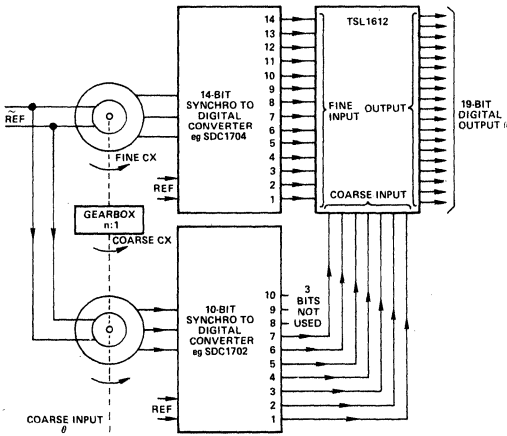 14
13
12
11
10
9
8
7
6
5
4
3
2
1
TSL1612
14-BIT
SYNCHRO TO
DIGITAL
CONVERTER
eg SDC1704
FINE
INPUT
OUTPUT
19-BIT
DIGITAL
OUTPUT
~
REF
FINE CX
REF
COARSE INPUT
GEARBOX
n:1
COARSE CX
10-BIT
SYNCHRO TO
DIGITAL
CONVERTER
eg SDC1702
10
9
8
7
6
5
4
3
2
1
3
BITS
NOT
USED
REF
COARSE INPUT
θ